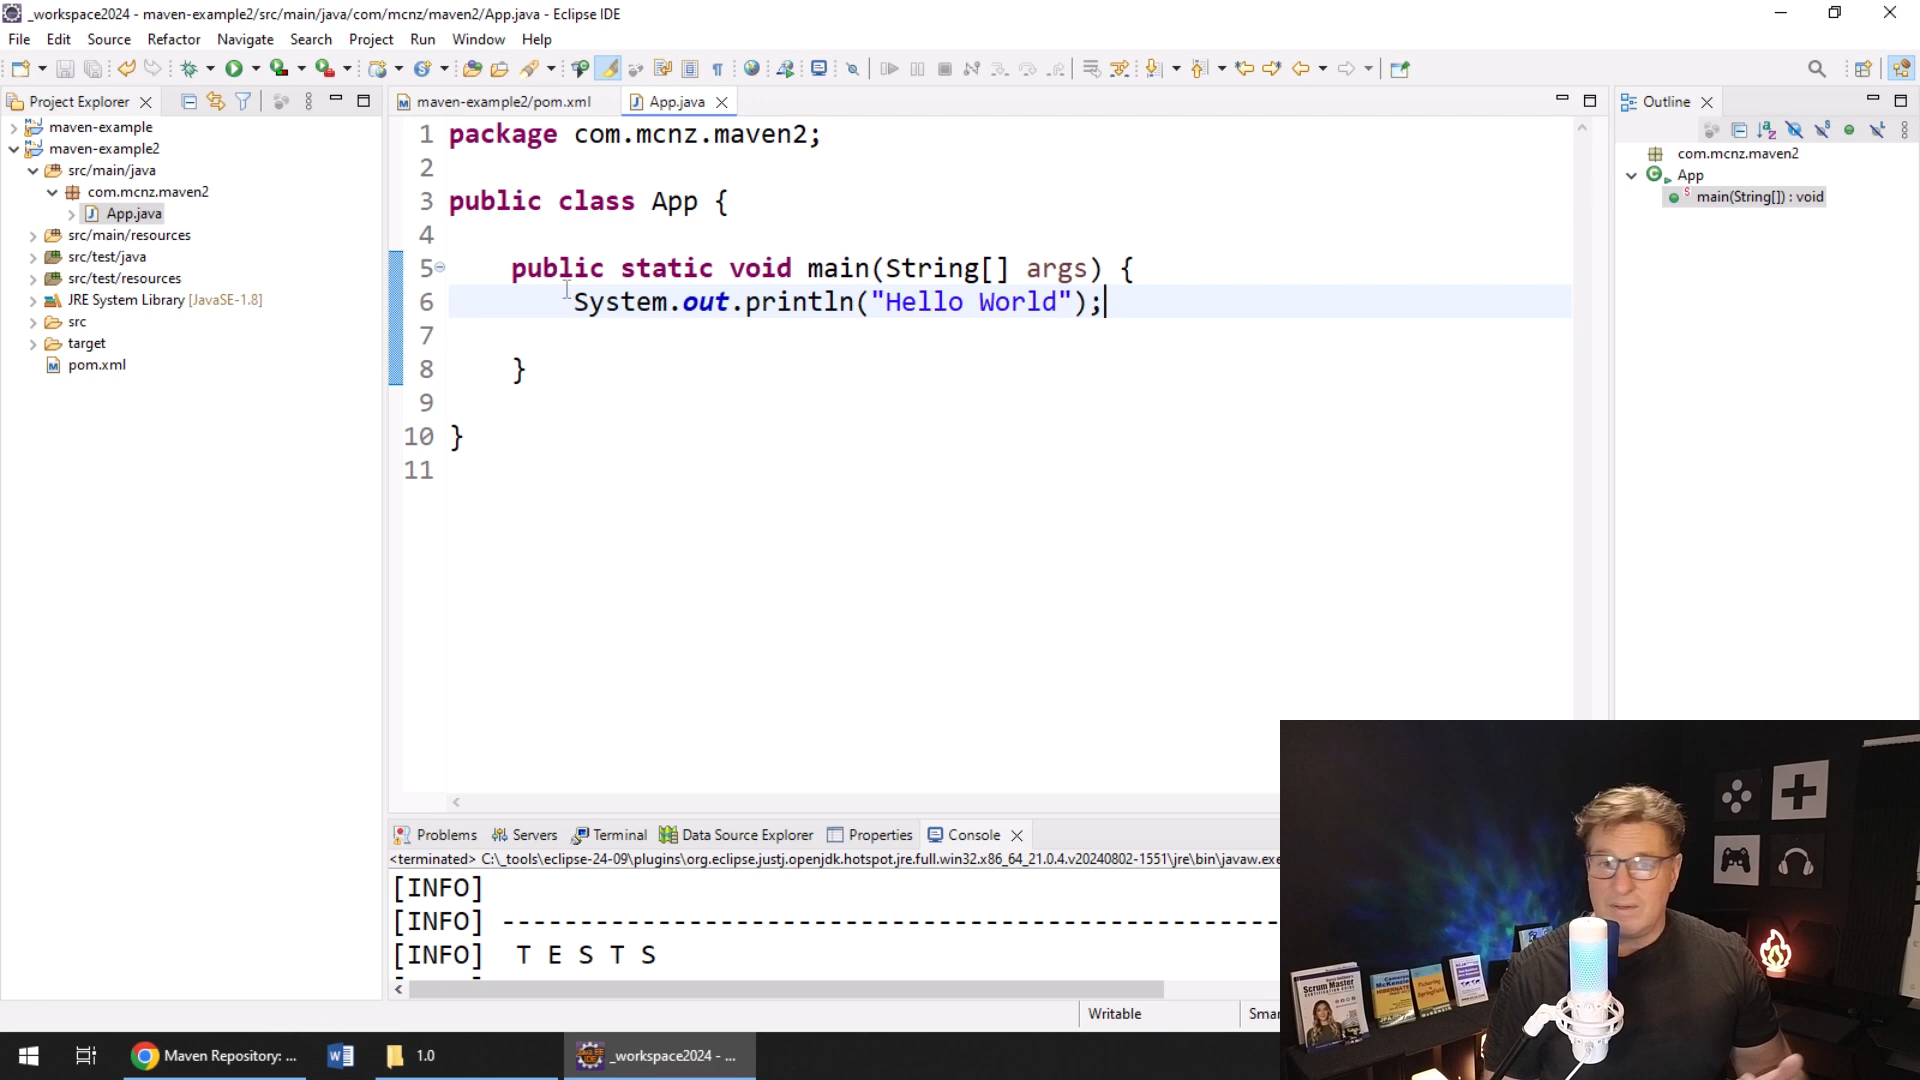 _workspace2024 - maven-example2/src/main/java/com/mcnz/maven2/App.java - Eclipse IDE
File Edit Source Refactor Navigate Search Project Run Window Help
Project Explorer
maven-example
maven-example2
src/main/java
com.mcnz.maven2
App.java
src/main/resources
src/test/java
src/test/resources
JRE System Library [JavaSE-1.8]
src
target
pom.xml
maven-example2/pom.xml
App.java
1 package com.mcnz.maven2;
2
3 public class App {
4
5 public static void main(String[] args) {
6 System.out.println("Hello World");
7
8 }
9
10 }
11
Outline
com.mcnz.maven2
App
main(String[]) : void
Problems Servers Terminal Data Source Explorer Properties Console
<terminated> C:\_tools\eclipse-24-09\plugins\org.eclipse.justj.openjdk.hotspot.jre.full.win32.x86_64_21.0.4.v20240802-1551\jre\bin\javaw.exe
[INFO]
[INFO] --------------------------------------------------
[INFO] T E S T S
Writable
Smar
Scrum Master
HIBERNATE
Maven Repository: ...
1.0
_workspace2024 - ...